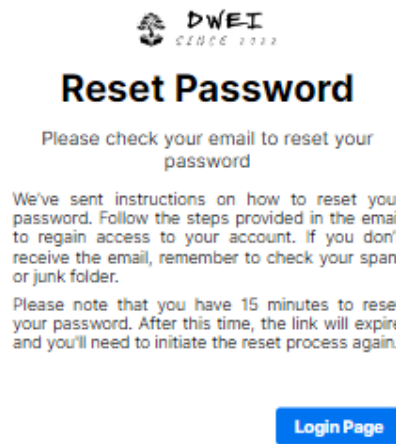 DWEI
SINCE 2022
Reset Password
Please check your email to reset your
password
We've sent instructions on how to reset you
password. Follow the steps provided in the emai
to regain access to your account. If you don'
receive the email, remember to check your span
or junk folder.
Please note that you have 15 minutes to rese
your password. After this time, the link will expire
and you'll need to initiate the reset process again.
Login Page